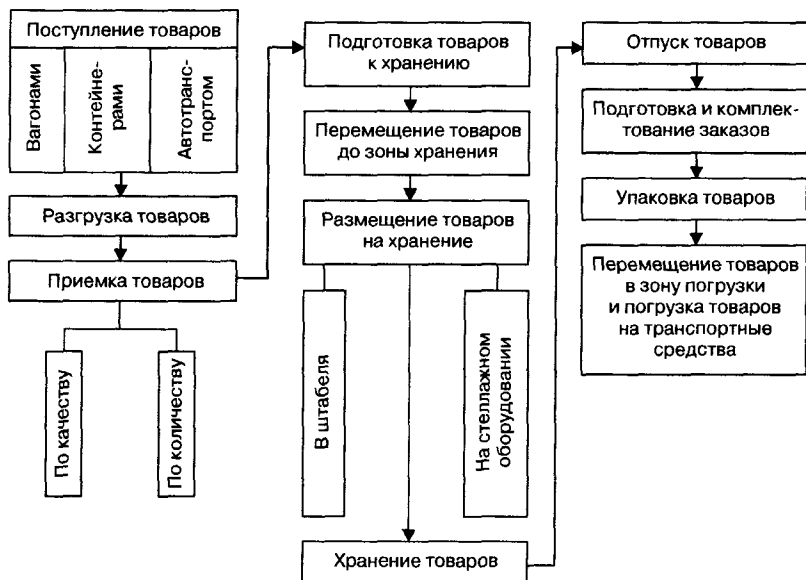 Поступление товаров
Вагонами
Контейне-
рами
Автотранс-
портом
Разгрузка товаров
Приемка товаров
По качеству
По количеству
Подготовка товаров
к хранению
Перемещение товаров
до зоны хранения
Размещение товаров
на хранение
В штабеля
На стеллажном
оборудовании
Хранение товаров
Отпуск товаров
Подготовка и комплек-
тование заказов
Упаковка товаров
Перемещение товаров
в зону погрузки
и погрузка товаров
на транспортные
средства